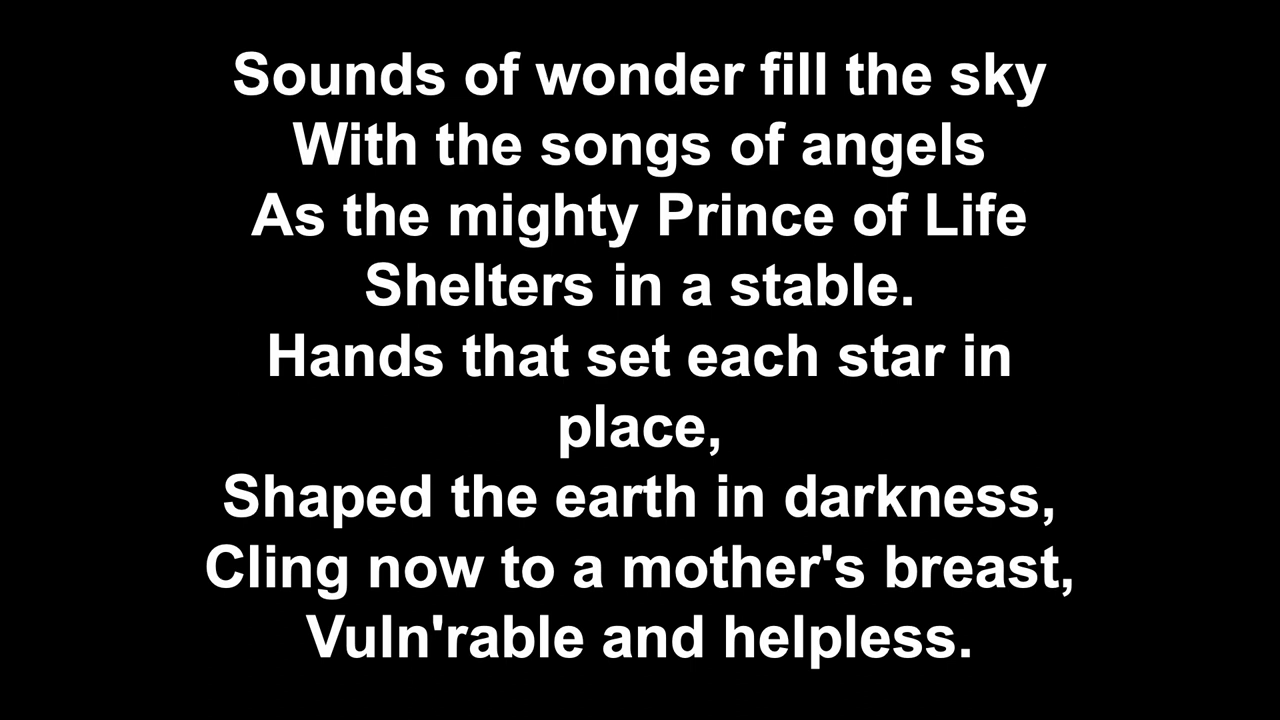 Sounds of wonder fill the sky
With the songs of angels
As the mighty Prince of Life
Shelters in a stable.
Hands that set each star in
place,
Shaped the earth in darkness,
Cling now to a mother's breast,
Vuln'rable and helpless.